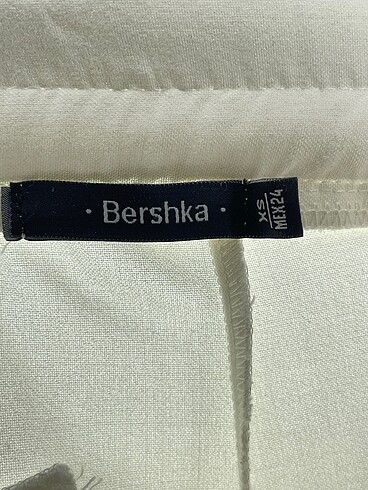 · Bershka ·
XS
MEX24